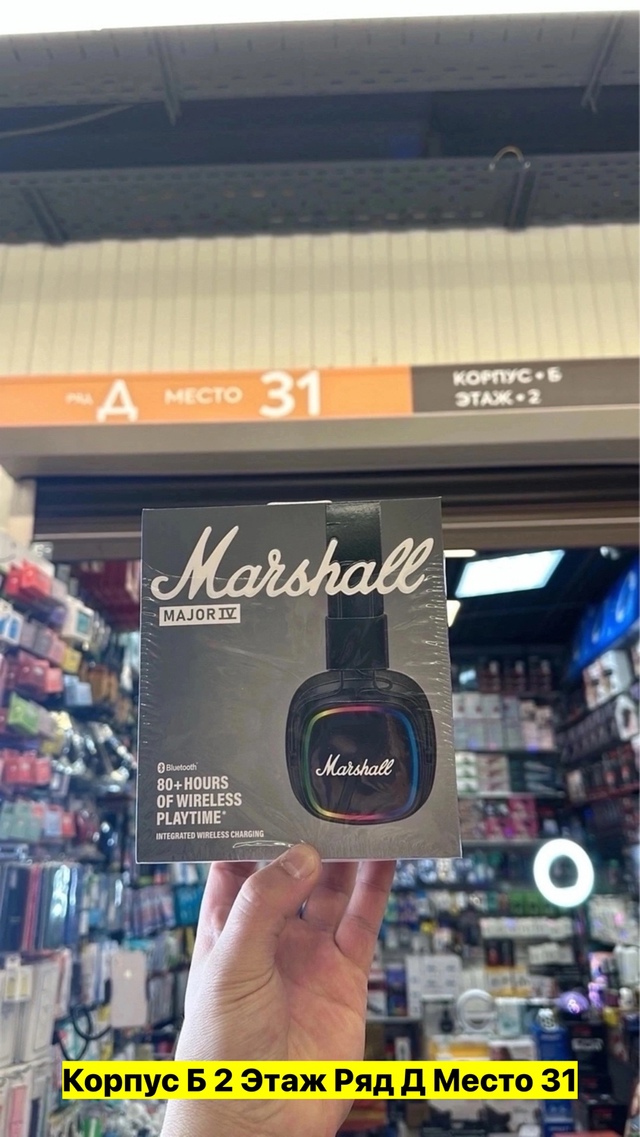 РЯД Д МЕСТО 31
КОРПУС • Б
ЭТАЖ • 2
Marshall
MAJOR IV
Marshall
Bluetooth
80+ HOURS
OF WIRELESS
PLAYTIME*
INTEGRATED WIRELESS CHARGING
Корпус Б 2 Этаж Ряд Д Место 31